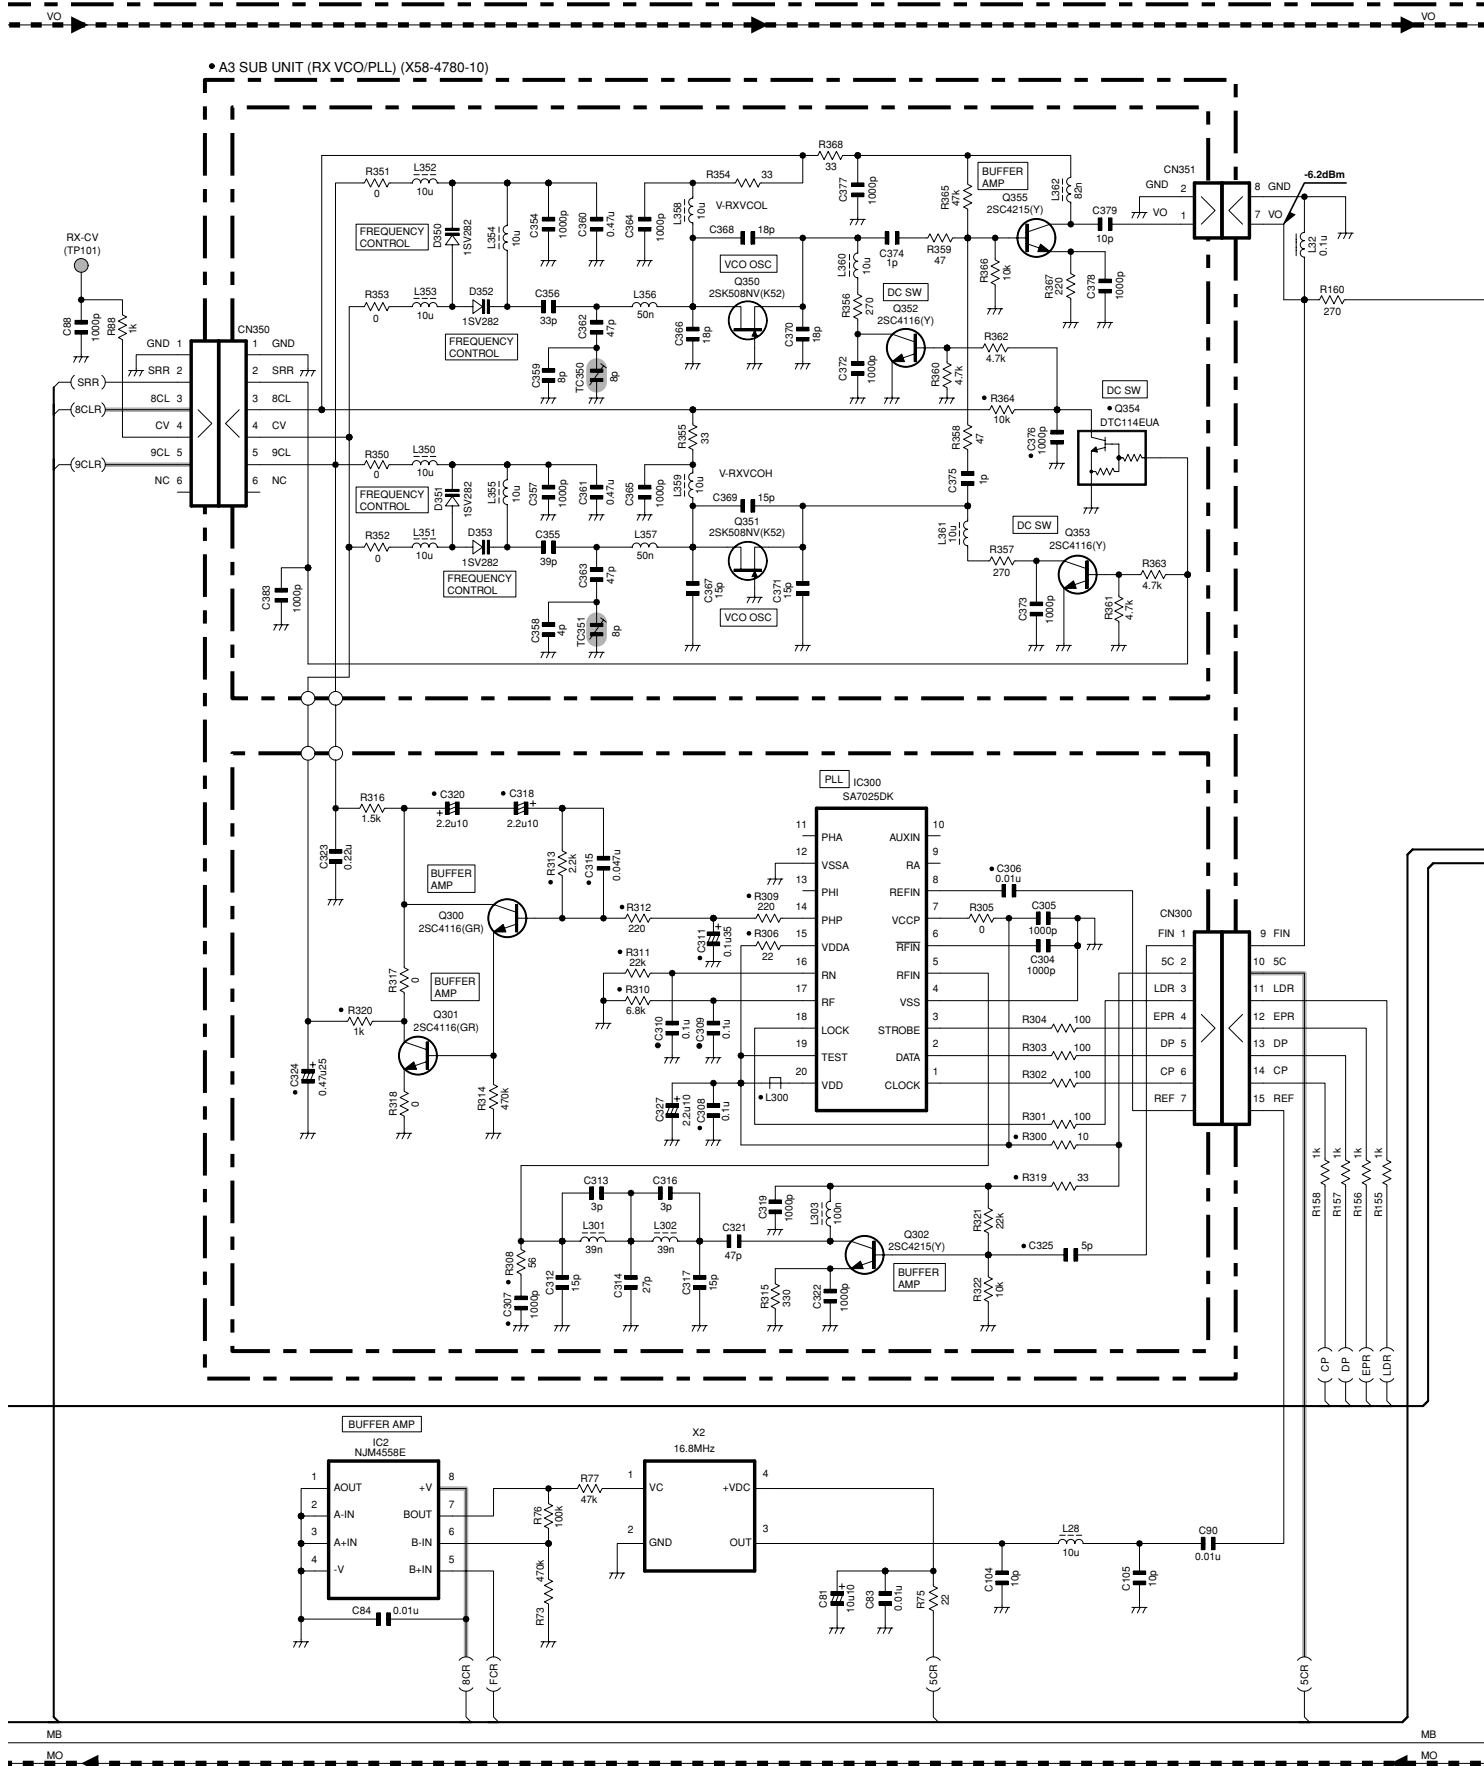 VO VO
• A3 SUB UNIT (RX VCO/PLL) (X58-4780-10)
R351 0
L352 10u
FREQUENCY CONTROL
D350 1SV282
L354 10u
C354 1000p
C360 0.47u
C364 1000p
R354 33
L358 10u
V-RXVCOL
C368 18p
VCO OSC
Q350
2SK508NV(K52)
R368 33
C377 1000p
R365 47k
BUFFER AMP
Q355
2SC4215(Y)
L362 82n
C379 10p
CN351
GND 2
VO 1
8 GND
7 VO
-6.2dBm
L32 0.1u
R160 270
RX-CV
(TP101)
C88 1000p
R88 1k
R353 0
L353 10u
D352 1SV282
FREQUENCY CONTROL
C356 33p
C362 47p
C359 8p
TC350 8p
L356 50n
C366 18p
C370 18p
L360 10u
R356 270
C372 1000p
C374 1p
R359 47
DC SW
Q352
2SC4116(Y)
R360 4.7k
R362 4.7k
R366 10k
R367 220
C378 1000p
CN350
GND 1
SRR 2
8CL 3
CV 4
9CL 5
NC 6
1 GND
2 SRR
3 8CL
4 CV
5 9CL
6 NC
SRR
8CLR
9CLR
• R364 10k
DC SW
• Q354
DTC114EUA
• C376 1000p
R355 33
R358 47
C375 1p
R350 0
L350 10u
FREQUENCY CONTROL
D351 1SV282
L355 10u
C357 1000p
C361 0.47u
C365 1000p
L359 10u
V-RXVCOH
C369 15p
Q351
2SK508NV(K52)
VCO OSC
R352 0
L351 10u
D353 1SV282
FREQUENCY CONTROL
C355 39p
C363 47p
C358 4p
TC351 8p
L357 50n
C367 15p
C371 15p
L361 10u
DC SW
Q353
2SC4116(Y)
R357 270
C373 1000p
R361 4.7k
R363 4.7k
C383 1000p
R316 1.5k
C323 0.22u
• C320 2.2u10
• C318 2.2u10
• R313 2.2k
• C315 0.047u
BUFFER AMP
Q300
2SC4116(GR)
R317 0
BUFFER AMP
Q301
2SC4116(GR)
• R320 1k
• C324 0.47u25
R318 0
R314 470k
• R312 220
• C311 0.1u35
• R309 220
• R306 22
• R311 22k
• R310 6.8k
• C310 0.1u
• C309 0.1u
C327 2.2u10
• C308 0.1u
• L300
PLL
IC300
SA7025DK
11 PHA
12 VSSA
13 PHI
14 PHP
15 VDDA
16 RN
17 RF
18 LOCK
19 TEST
20 VDD
AUXIN 10
RA 9
REFIN 8
VCCP 7
RFIN 6
RFIN 5
VSS 4
STROBE 3
DATA 2
CLOCK 1
• C306 0.01u
R305 0
C305 1000p
C304 1000p
R304 100
R303 100
R302 100
R301 100
• R300 10
• R319 33
CN300
FIN 1
5C 2
LDR 3
EPR 4
DP 5
CP 6
REF 7
9 FIN
10 5C
11 LDR
12 EPR
13 DP
14 CP
15 REF
R158 1k
R157 1k
R156 1k
R155 1k
CP
DP
EPR
LDR
C313 3p
C316 3p
L301 39n
L302 39n
C321 47p
C319 1000p
L303 100n
Q302
2SC4215(Y)
BUFFER AMP
R321 22k
• C325 5p
R322 10k
• R308 56
• C307 1000p
C312 15p
C314 27p
C317 15p
R315 330
C322 1000p
BUFFER AMP
IC2
NJM4558E
1 AOUT
2 A-IN
3 A+IN
4 -V
+V 8
BOUT 7
B-IN 6
B+IN 5
C84 0.01u
R76 100k
R77 47k
R73 470k
X2
16.8MHz
1 VC
2 GND
+VDC 4
OUT 3
C81 10u10
C83 0.01u
R75 22
C104 10p
L28 10u
C105 10p
C90 0.01u
8CR
FCR
5CR
5CR
MB MB
MO MO